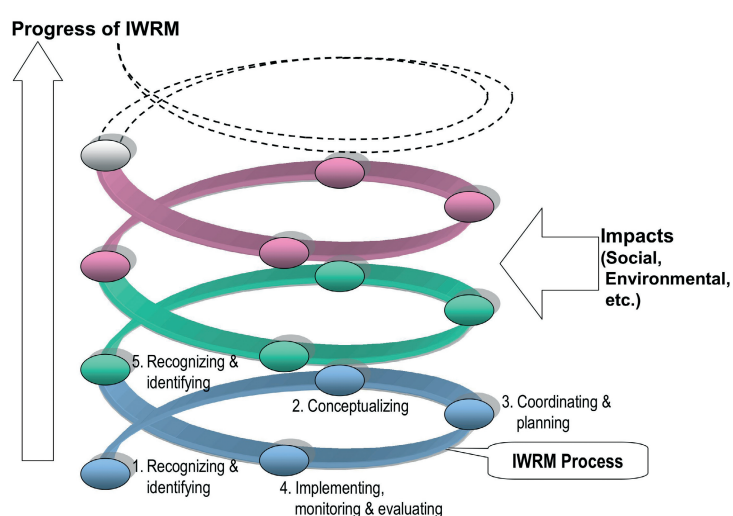 Progress of IWRM
Impacts
(Social,
Environmental,
etc.)
5. Recognizing &
identifying
2. Conceptualizing
3. Coordinating &
planning
1. Recognizing &
identifying
IWRM Process
4. Implementing,
monitoring & evaluating